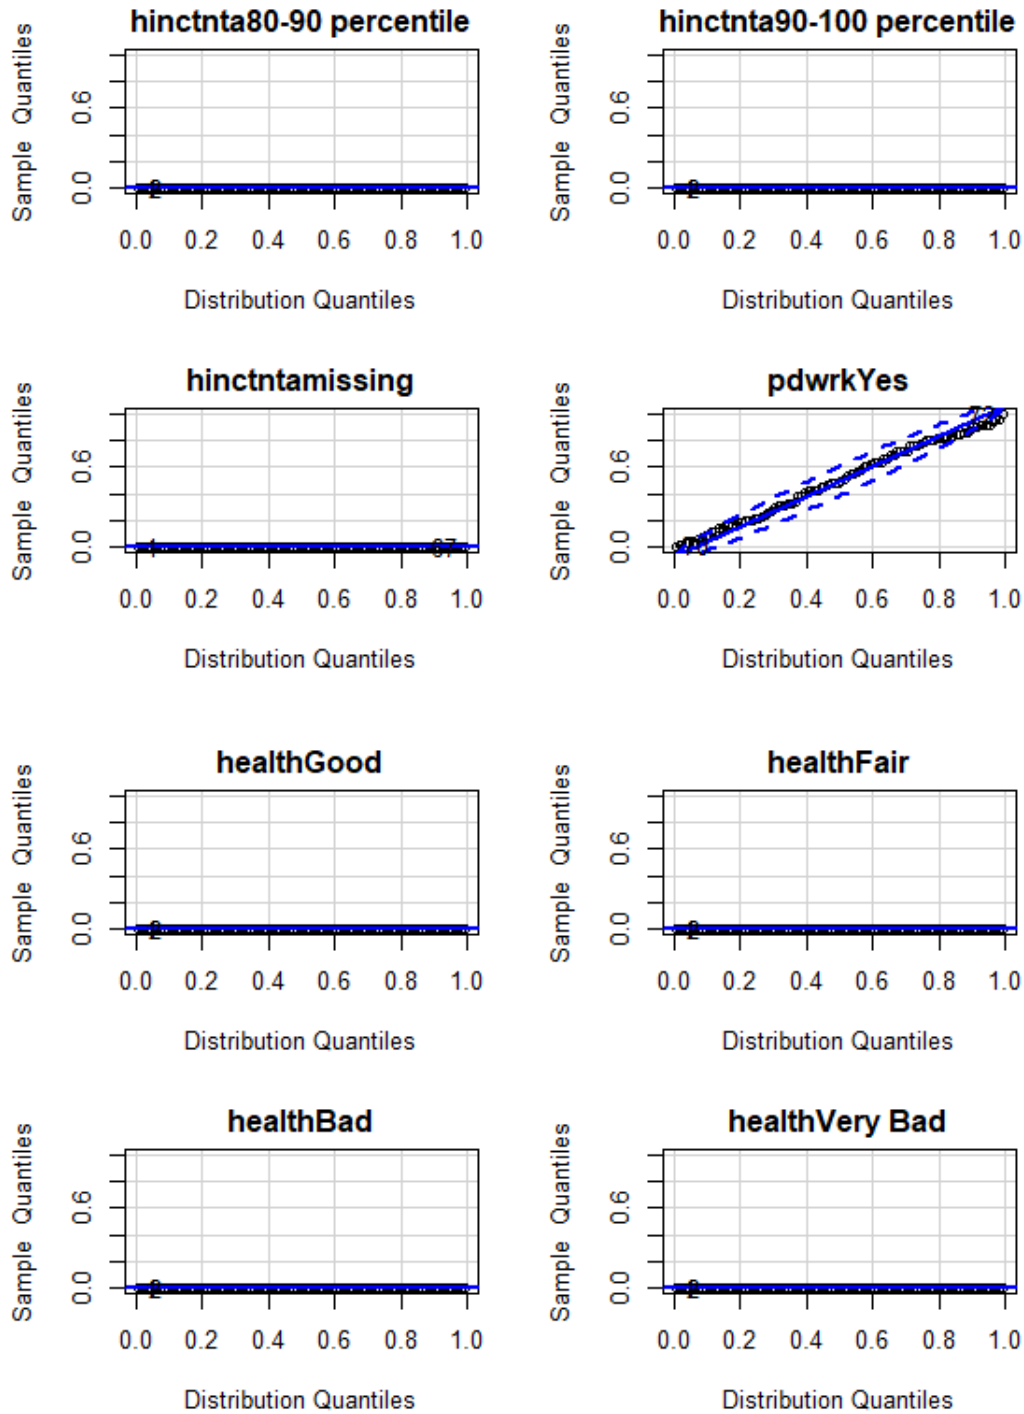 hinctnta80-90 percentile
Sample Quantiles
0.0 0.6
2
0.0 0.2 0.4 0.6 0.8 1.0
Distribution Quantiles
hinctnta90-100 percentile
Sample Quantiles
0.0 0.6
2
0.0 0.2 0.4 0.6 0.8 1.0
Distribution Quantiles
hinctntamissing
Sample Quantiles
0.0 0.6
0.0 0.2 0.4 0.6 0.8 1.0
Distribution Quantiles
pdwrkYes
Sample Quantiles
0.0 0.6
0.0 0.2 0.4 0.6 0.8 1.0
Distribution Quantiles
healthGood
Sample Quantiles
0.0 0.6
2
0.0 0.2 0.4 0.6 0.8 1.0
Distribution Quantiles
healthFair
Sample Quantiles
0.0 0.6
2
0.0 0.2 0.4 0.6 0.8 1.0
Distribution Quantiles
healthBad
Sample Quantiles
0.0 0.6
2
0.0 0.2 0.4 0.6 0.8 1.0
Distribution Quantiles
healthVery Bad
Sample Quantiles
0.0 0.6
2
0.0 0.2 0.4 0.6 0.8 1.0
Distribution Quantiles